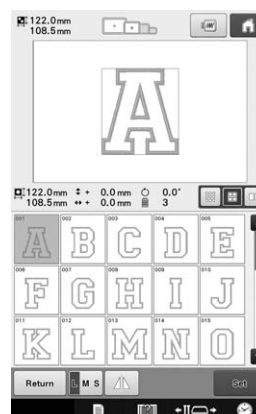 122.0mm
108.5mm
A
122.0mm + 0.0mm 0.0°
108.5mm + 0.0mm 3
001 002 003 004 005
A B C D E
006 007 008 009 010
F G H I J
011 012 013 014 015
K L M N O
Return L M S Set